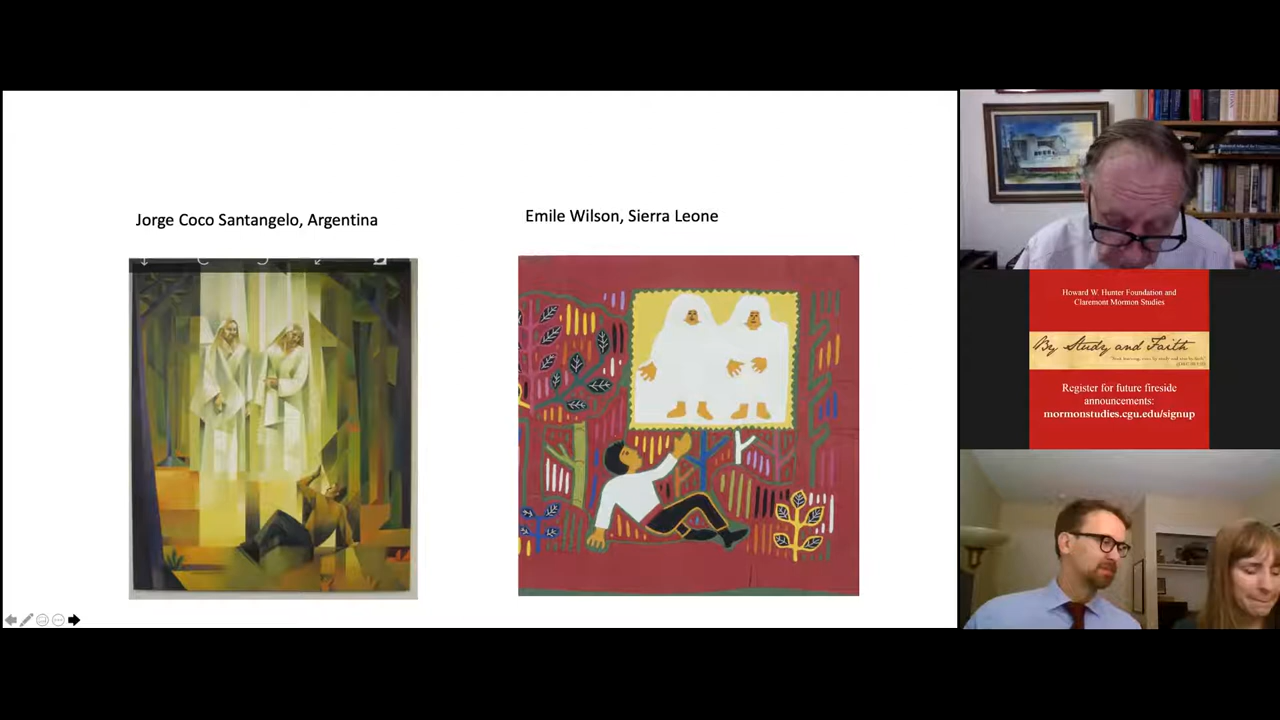 Jorge Coco Santangelo, Argentina
Emile Wilson, Sierra Leone
Howard W. Hunter Foundation and
Claremont Mormon Studies
By Study and Faith
Register for future fireside
announcements:
mormonstudies.cgu.edu/signup